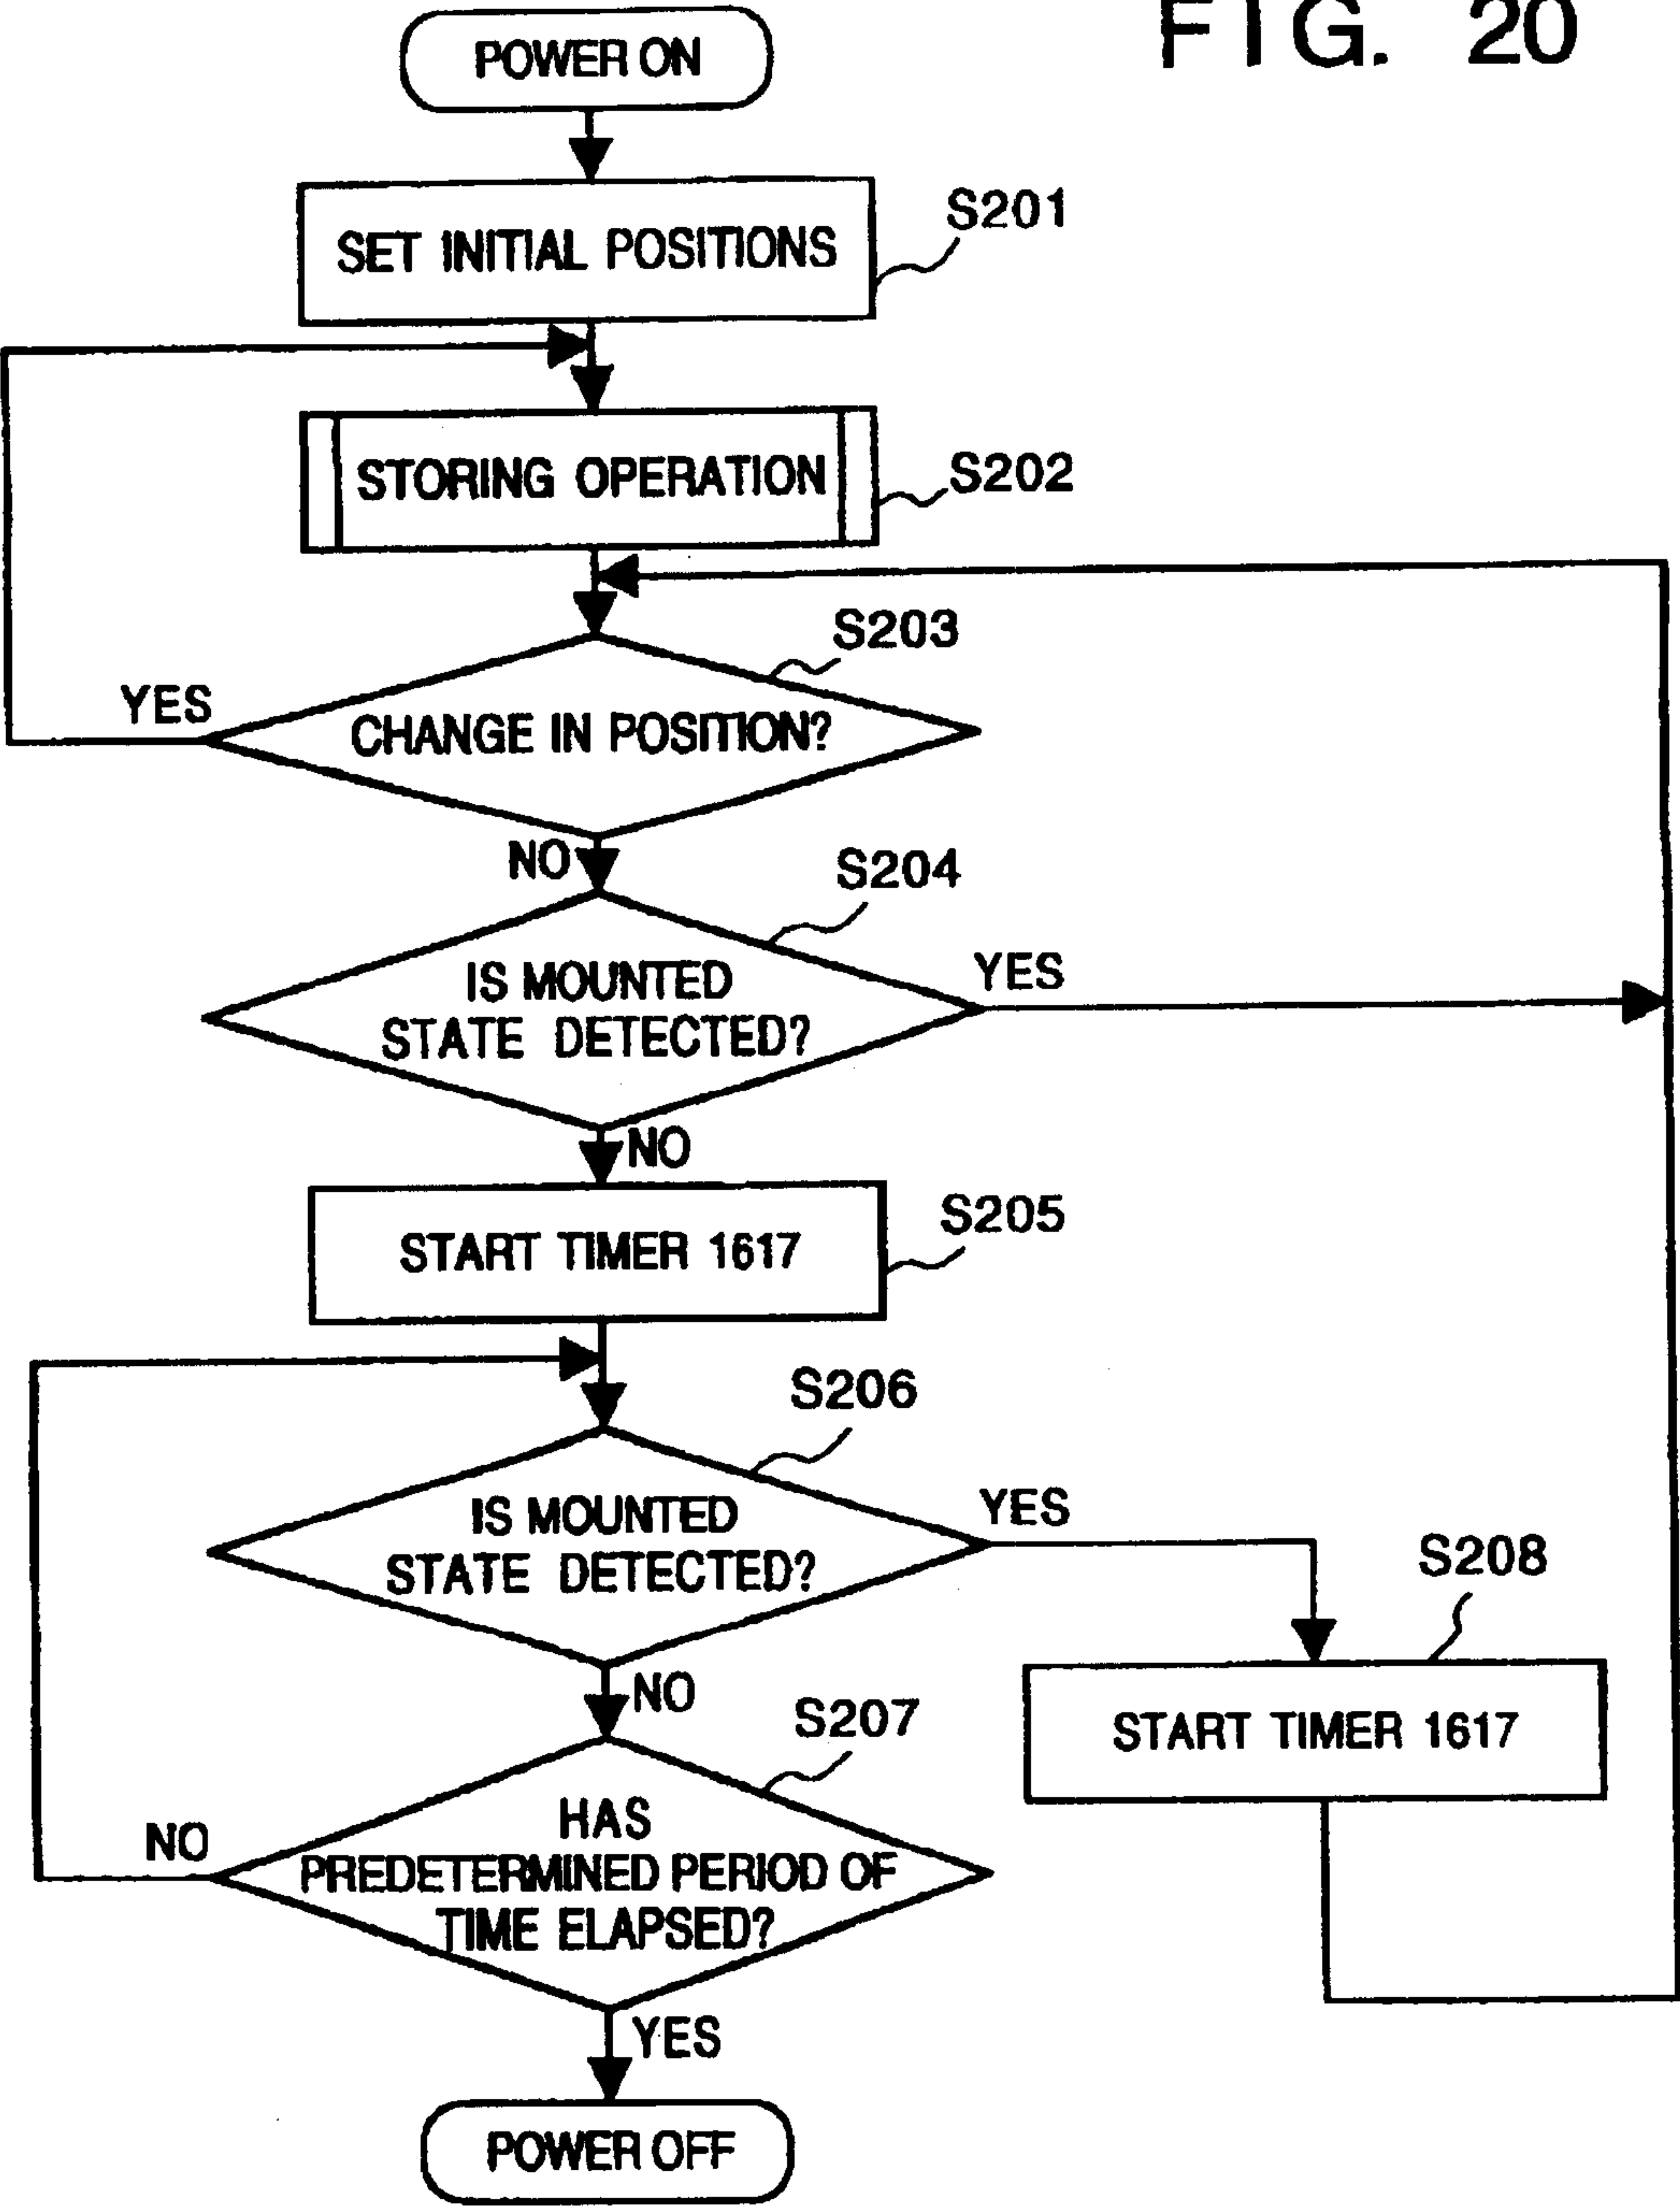 FIG. 20
POWER ON
SET INITIAL POSITIONS
S201
STORING OPERATION
S202
S203
YES
CHANGE IN POSITION?
NO
S204
IS MOUNTED
STATE DETECTED?
YES
NO
START TIMER 1617
S205
S206
IS MOUNTED
STATE DETECTED?
YES
S208
NO
START TIMER 1617
S207
NO
HAS
PREDETERMINED PERIOD OF
TIME ELAPSED?
YES
POWER OFF